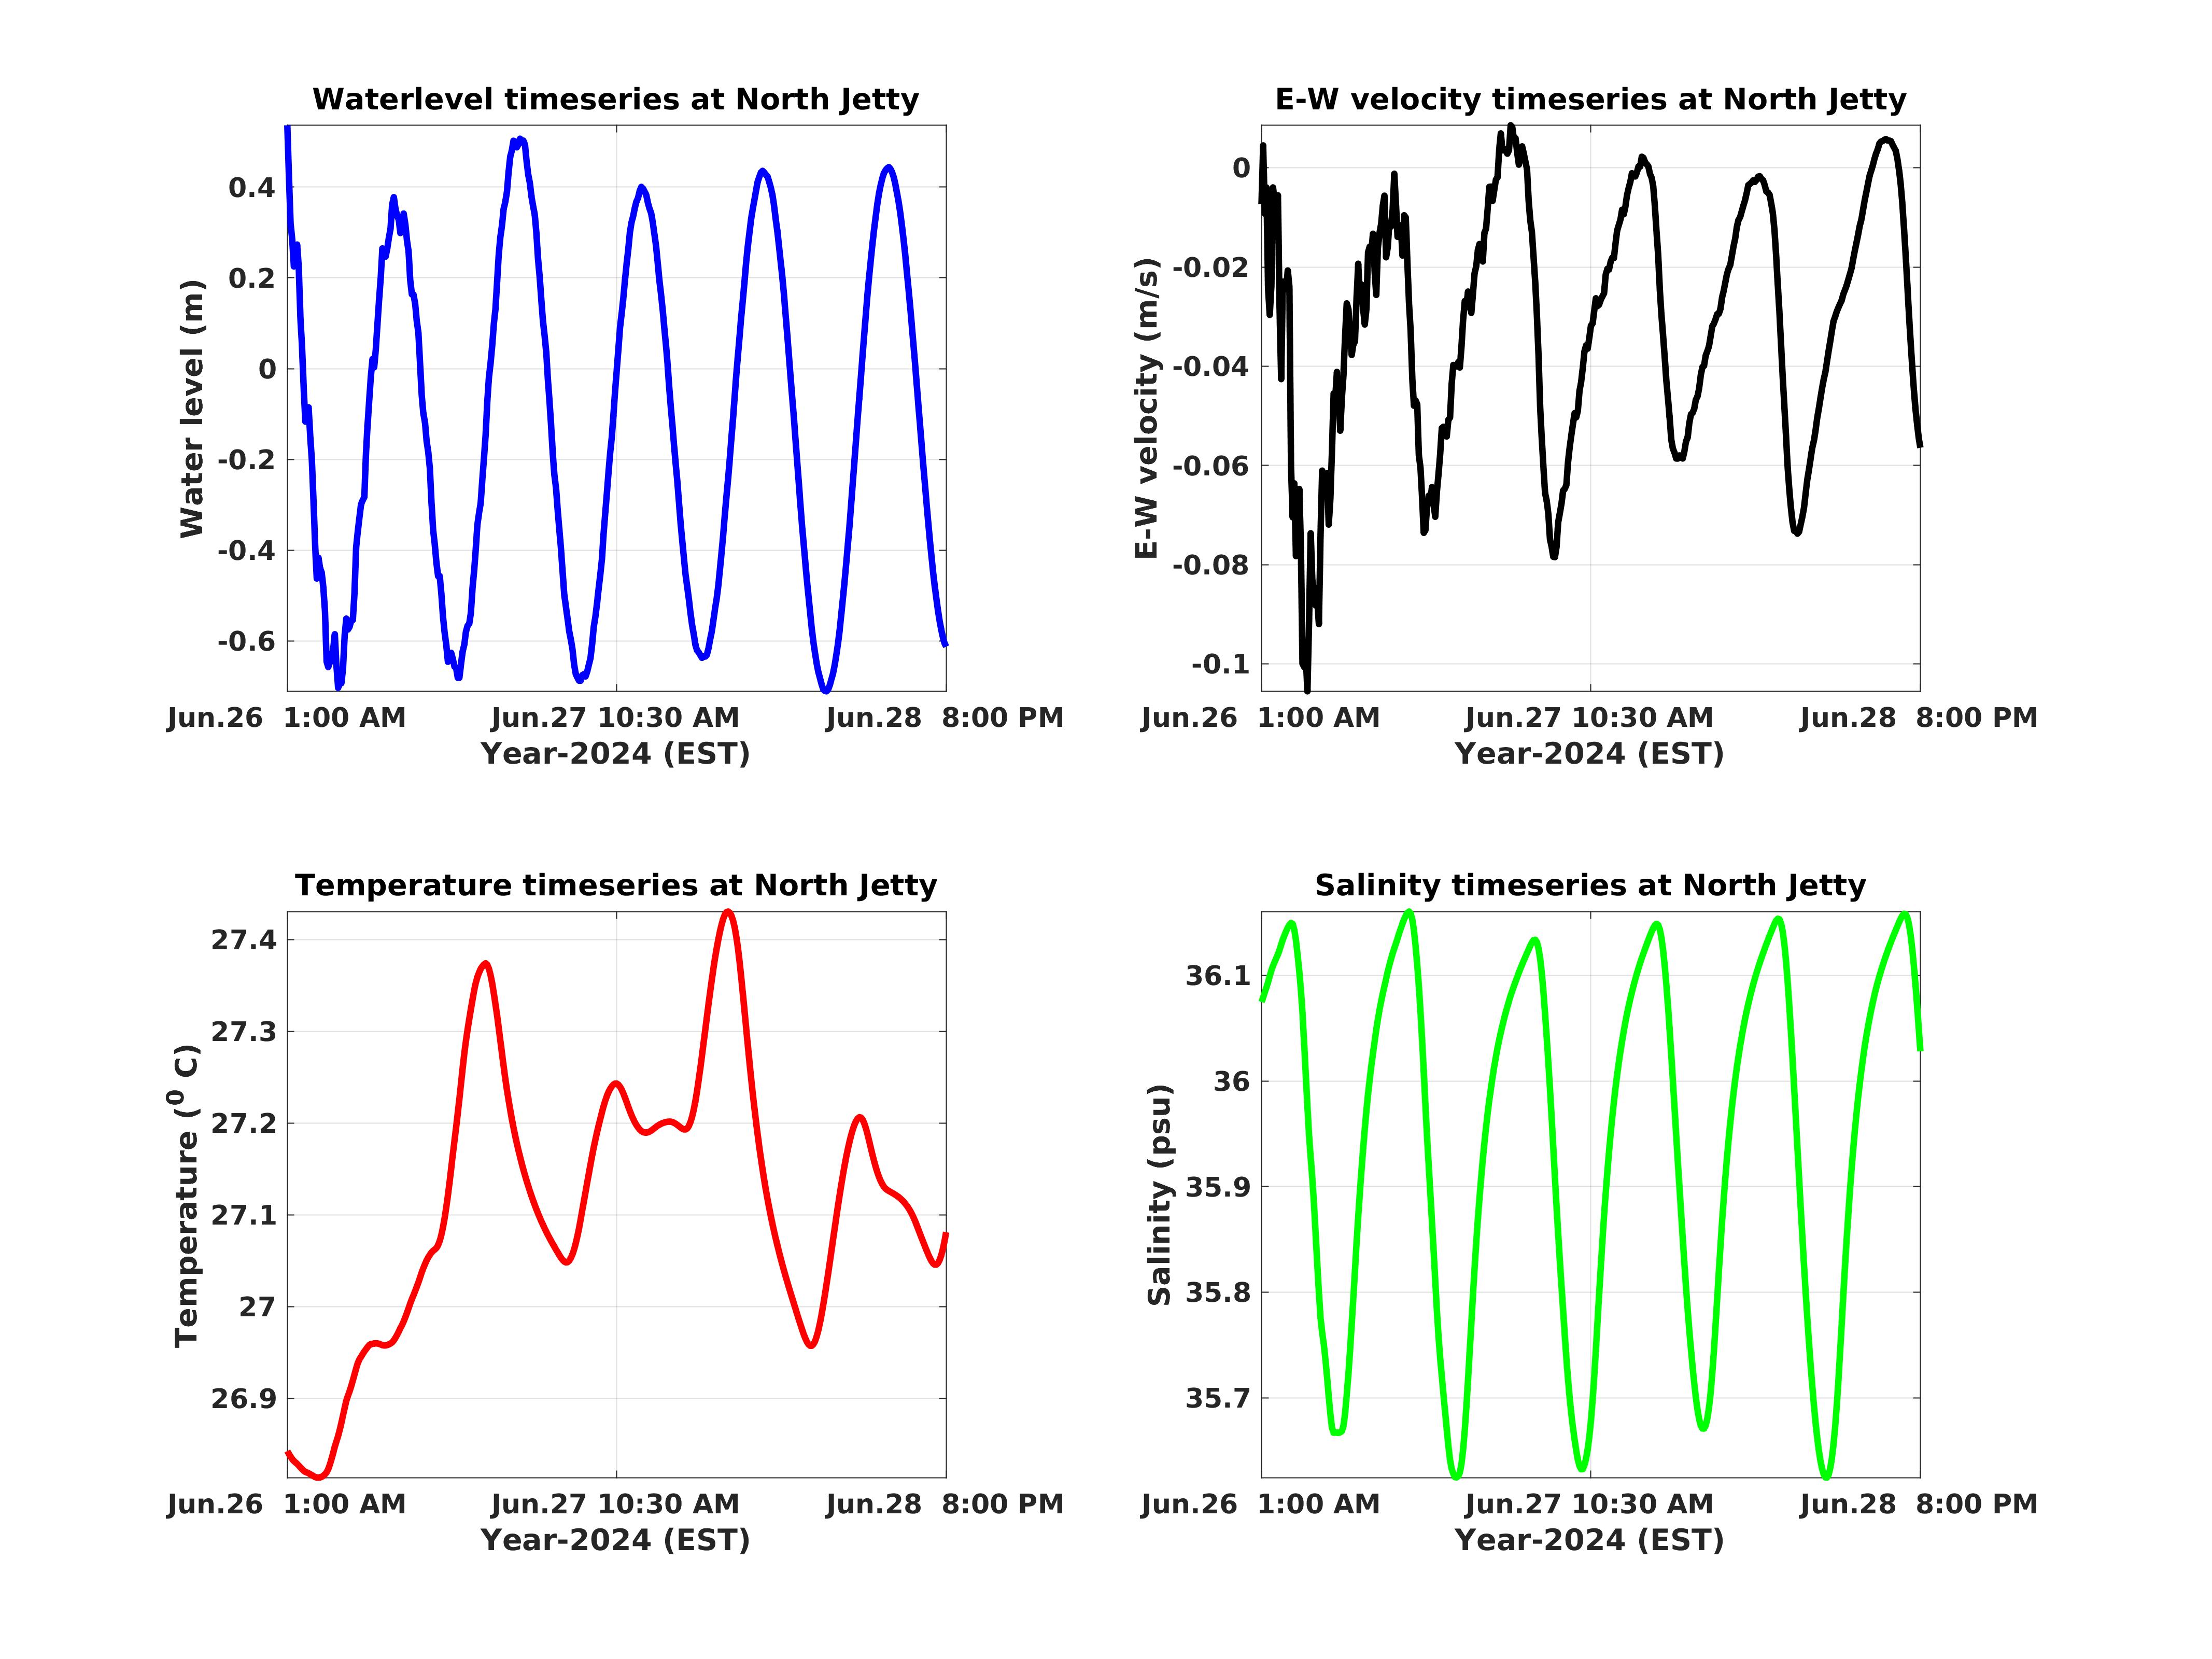 Waterlevel timeseries at North Jetty
Water level (m)
0.4
0.2
0
-0.2
-0.4
-0.6
Jun.26 1:00 AM Jun.27 10:30 AM Jun.28 8:00 PM
Year-2024 (EST)
E-W velocity timeseries at North Jetty
E-W velocity (m/s)
0
-0.02
-0.04
-0.06
-0.08
-0.1
Jun.26 1:00 AM Jun.27 10:30 AM Jun.28 8:00 PM
Year-2024 (EST)
Temperature timeseries at North Jetty
Temperature (⁰ C)
27.4
27.3
27.2
27.1
27
26.9
Jun.26 1:00 AM Jun.27 10:30 AM Jun.28 8:00 PM
Year-2024 (EST)
Salinity timeseries at North Jetty
Salinity (psu)
36.1
36
35.9
35.8
35.7
Jun.26 1:00 AM Jun.27 10:30 AM Jun.28 8:00 PM
Year-2024 (EST)